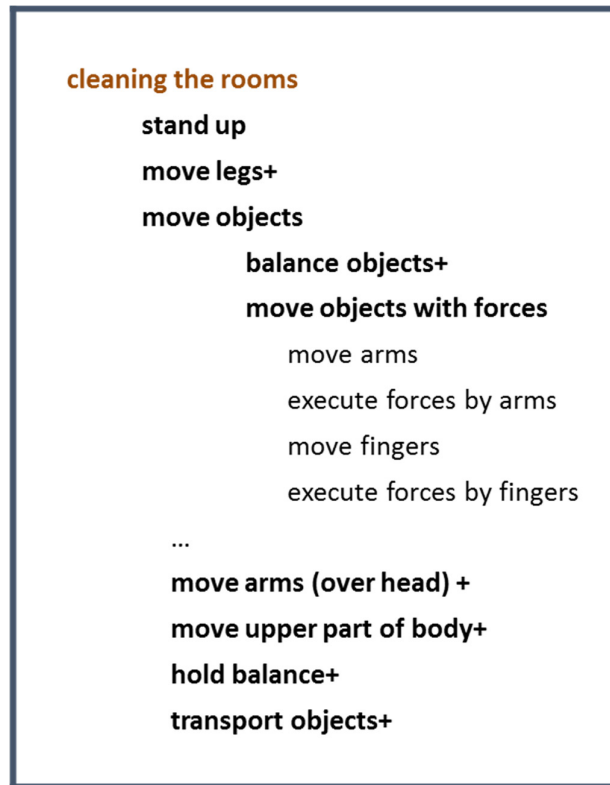 cleaning the rooms
stand up
move legs+
move objects
balance objects+
move objects with forces
move arms
execute forces by arms
move fingers
execute forces by fingers
...
move arms (over head) +
move upper part of body+
hold balance+
transport objects+